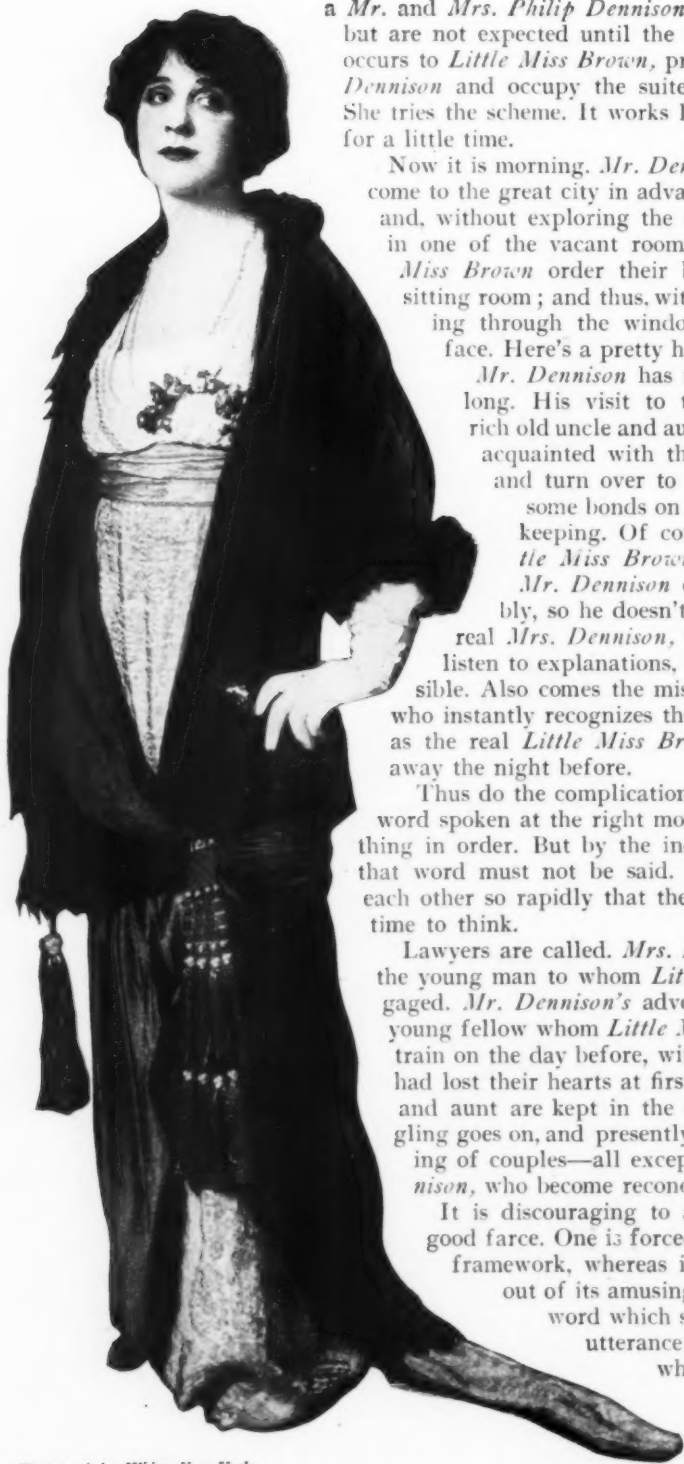 a Mr. and Mrs. Philip Dennison
but are not expected until the
occurs to Little Miss Brown, pr
Dennison and occupy the suite
She tries the scheme. It works
for a little time.
Now it is morning. Mr. Den
come to the great city in adva
and, without exploring the
in one of the vacant room
Miss Brown order their
sitting room; and thus, wit
ing through the windo
face. Here's a pretty h
Mr. Dennison has
long. His visit to t
rich old uncle and au
acquainted with th
and turn over to
some bonds on
keeping. Of co
tle Miss Brown
Mr. Dennison
bly, so he doesn't
real Mrs. Dennison,
listen to explanations,
sible. Also comes the mis
who instantly recognizes th
as the real Little Miss Br
away the night before.
Thus do the complication
word spoken at the right mo
thing in order. But by the in
that word must not be said.
each other so rapidly that the
time to think.
Lawyers are called. Mrs.
the young man to whom Lit
gaged. Mr. Dennison's adve
young fellow whom Little
train on the day before, wi
had lost their hearts at firs
and aunt are kept in the
gling goes on, and presently
ing of couples—all excep
nison, who become recon
It is discouraging to
good farce. One is forced
framework, whereas i
out of its amusing
word which s
utterance
wh